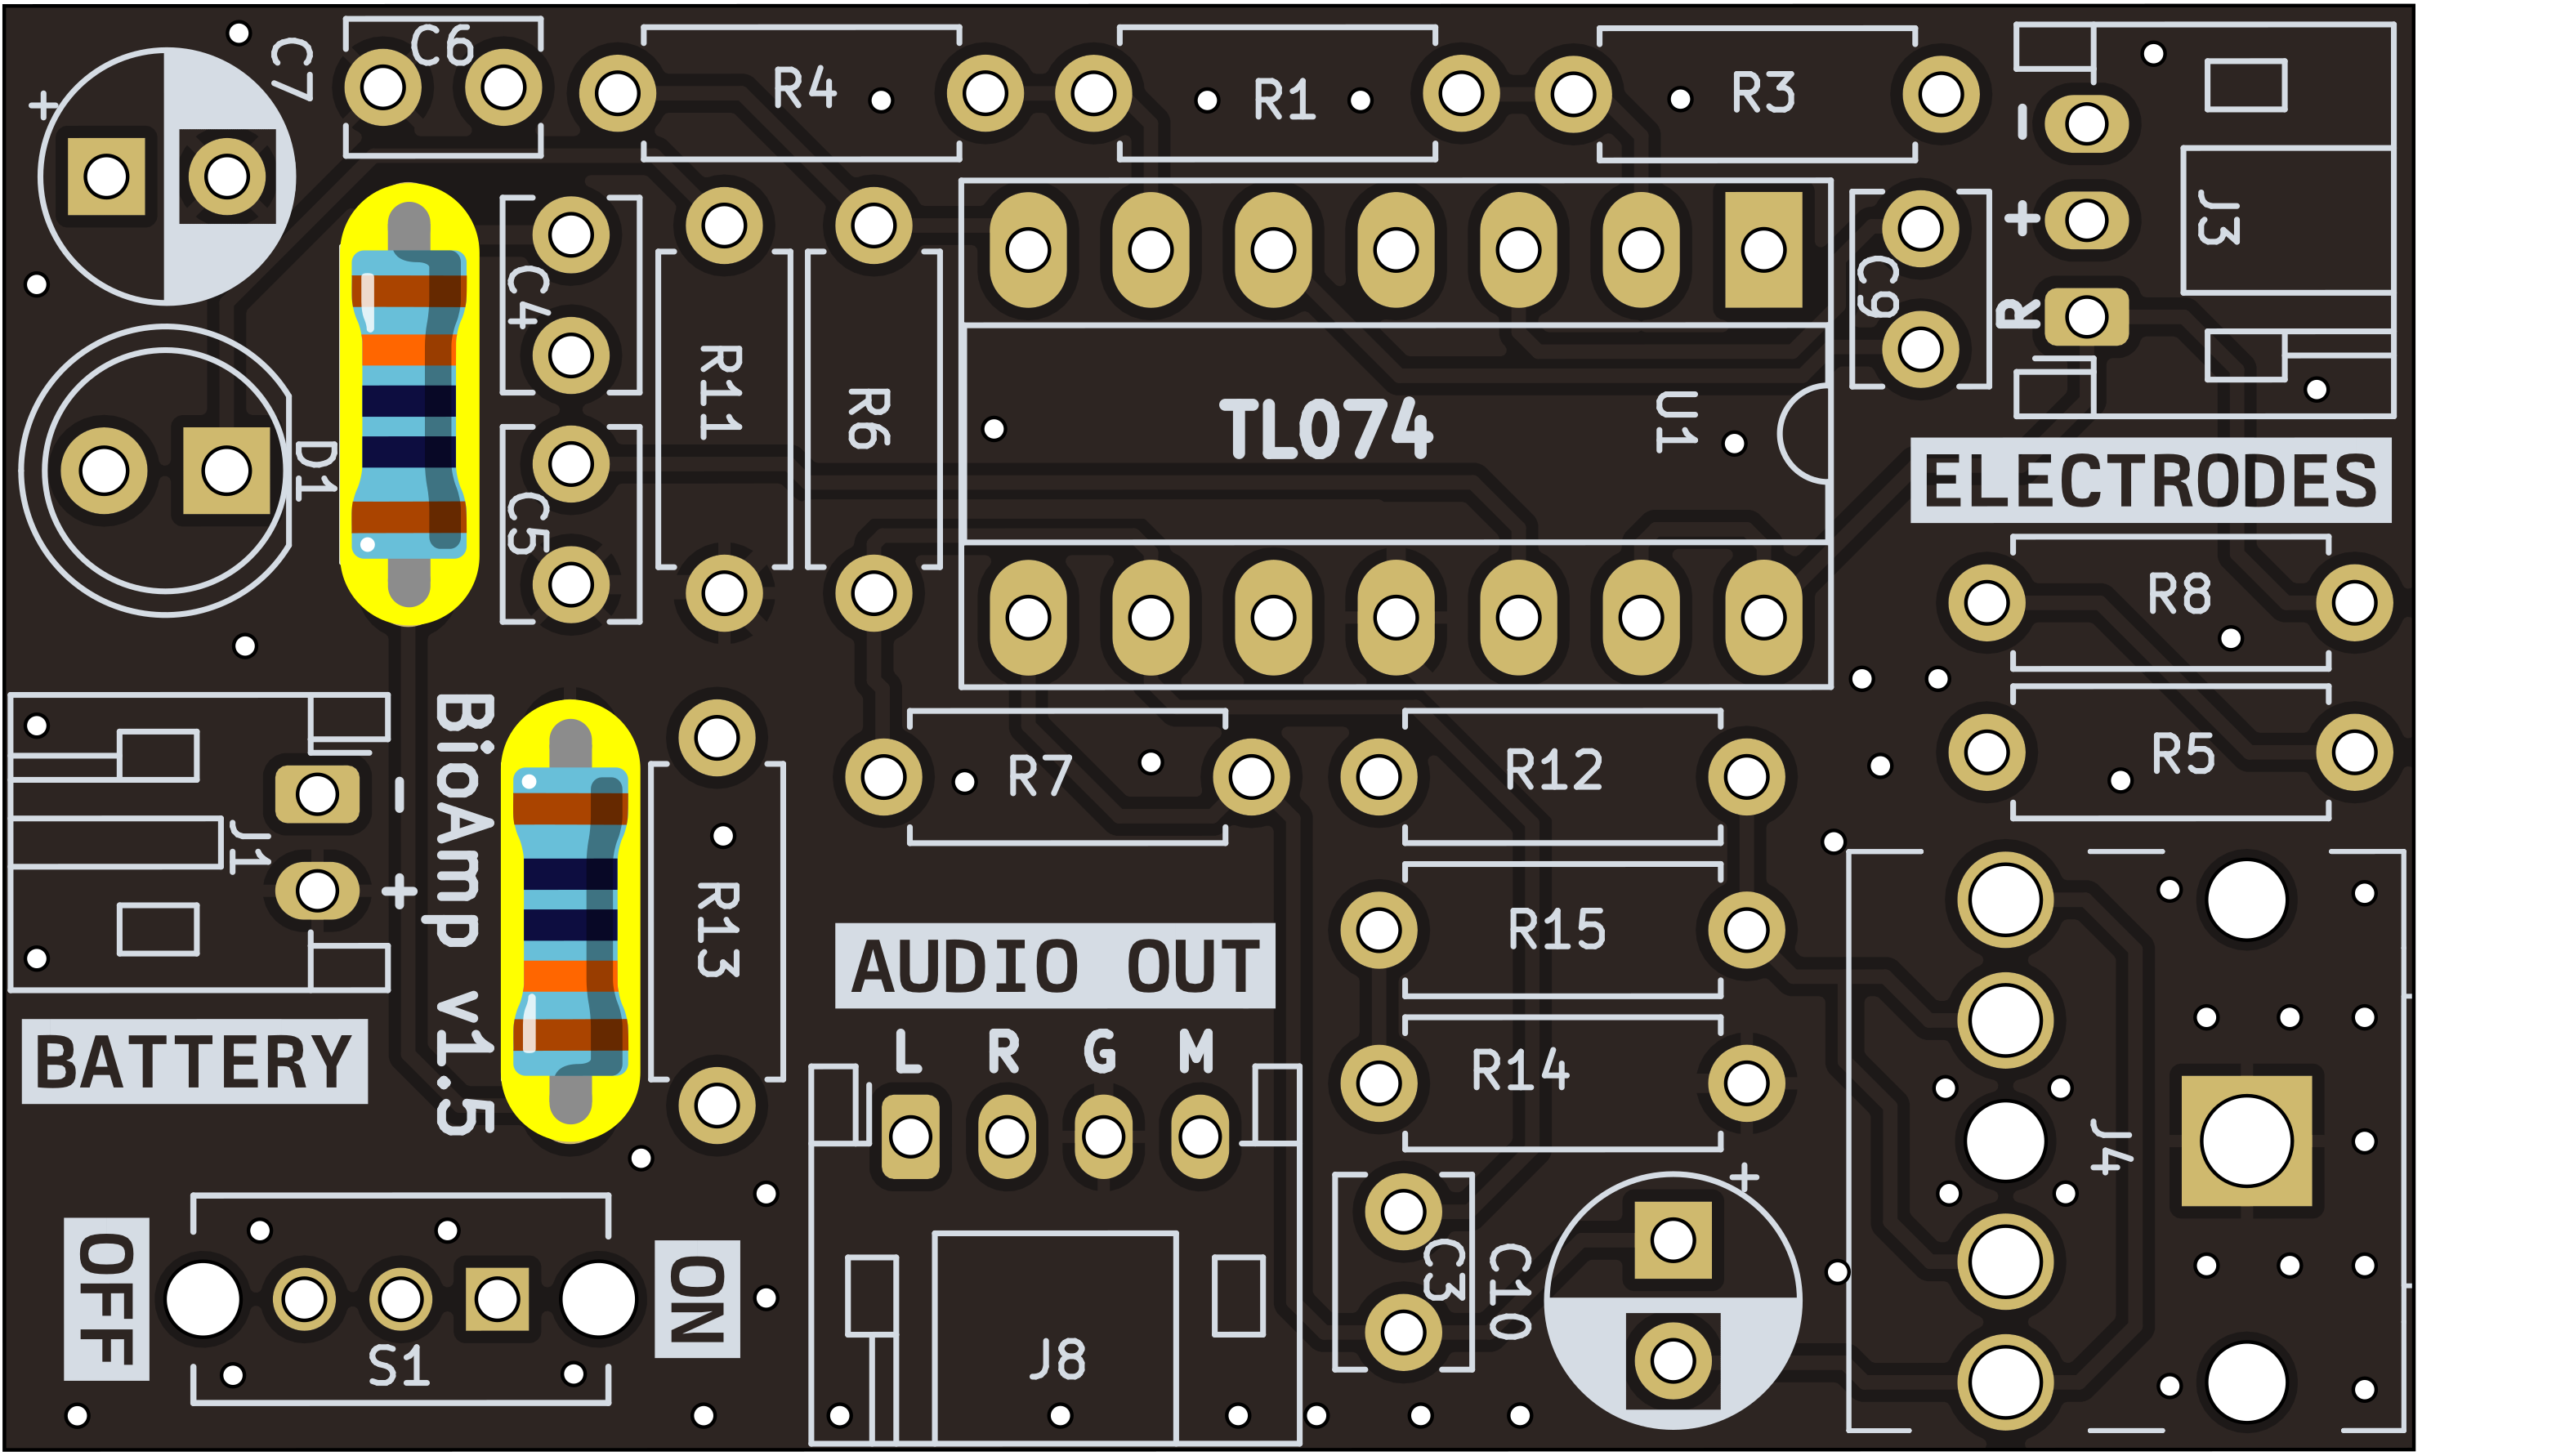 C7
C6
R4
R1
R3
+
-
+
R
J3
C4
C9
R11
R6
TL074
U1
D1
C5
ELECTRODES
R8
R5
R7
R12
J1
-
+
BioAmp v1.5
R13
R15
AUDIO OUT
L R G M
BATTERY
R14
J4
+
OFF
ON
S1
J8
C3
C10